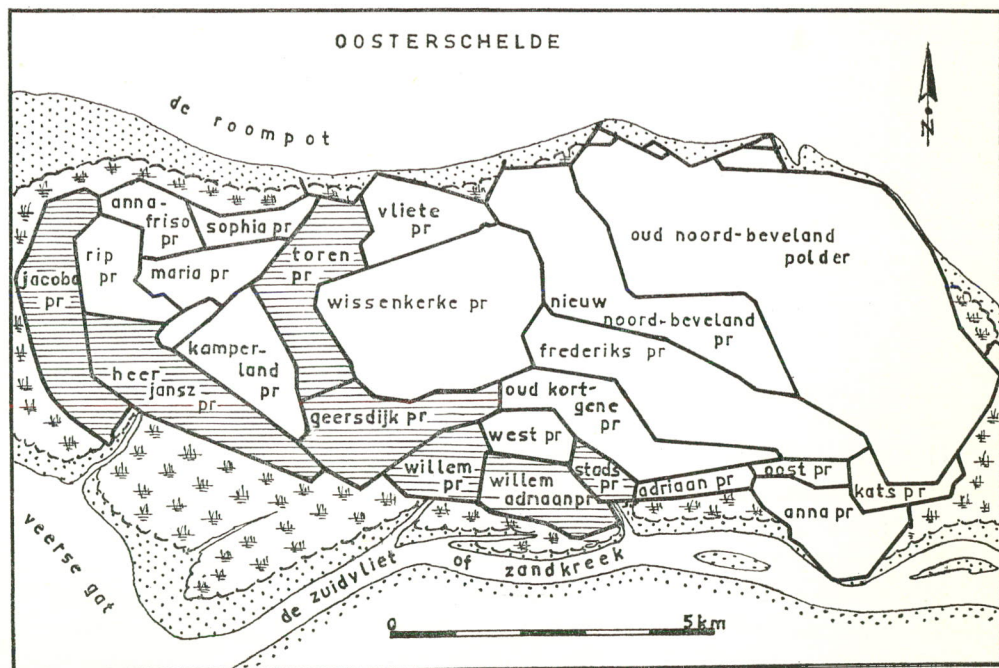 OOSTERSCHELDE
de roompot
N
anna-
friso
pr
sophia pr
vliete
pr
oud noord-beveland
polder
rip
pr
toren
pr
maria pr
jacoba
pr
wissenkerke pr
nieuw
noord-beveland
pr
kamper-
land
pr
frederiks pr
heer
jansz
pr
oud kort-
gene
pr
geersdijk pr
west pr
willem
pr
willem
adriaan pr
stads
pr
adriaan pr
oost pr
kats pr
anna pr
veerse gat
de zuidvliet of zandkreek
0 5 km